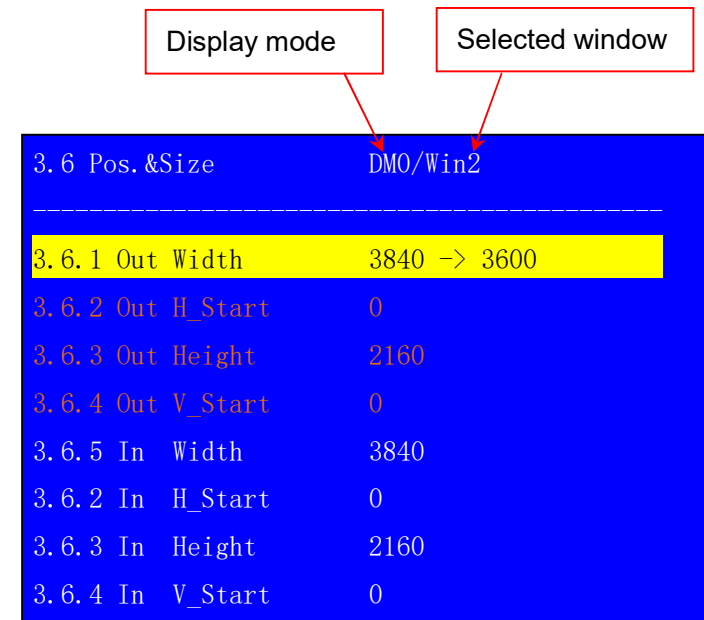 Display mode
Selected window
3.6 Pos.&Size DMO/Win2
---------------------------------------------
3.6.1 Out Width 3840 -> 3600
3.6.2 Out H_Start 0
3.6.3 Out Height 2160
3.6.4 Out V_Start 0
3.6.5 In Width 3840
3.6.2 In H_Start 0
3.6.3 In Height 2160
3.6.4 In V_Start 0